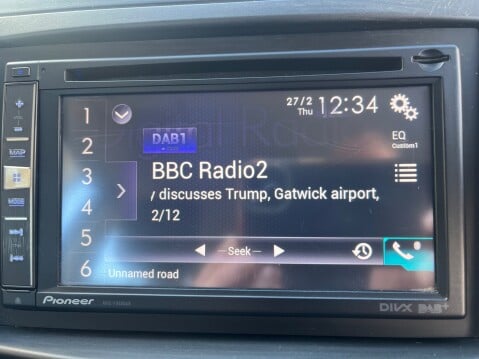 27/2
Thu
12:34
1
2
3
4
5
6
DAB1
EQ
Custom1
BBC Radio2
/ discusses Trump, Gatwick airport,
2/12
Seek
Unnamed road
MAP
MODE
Pioneer
DIVX DAB+